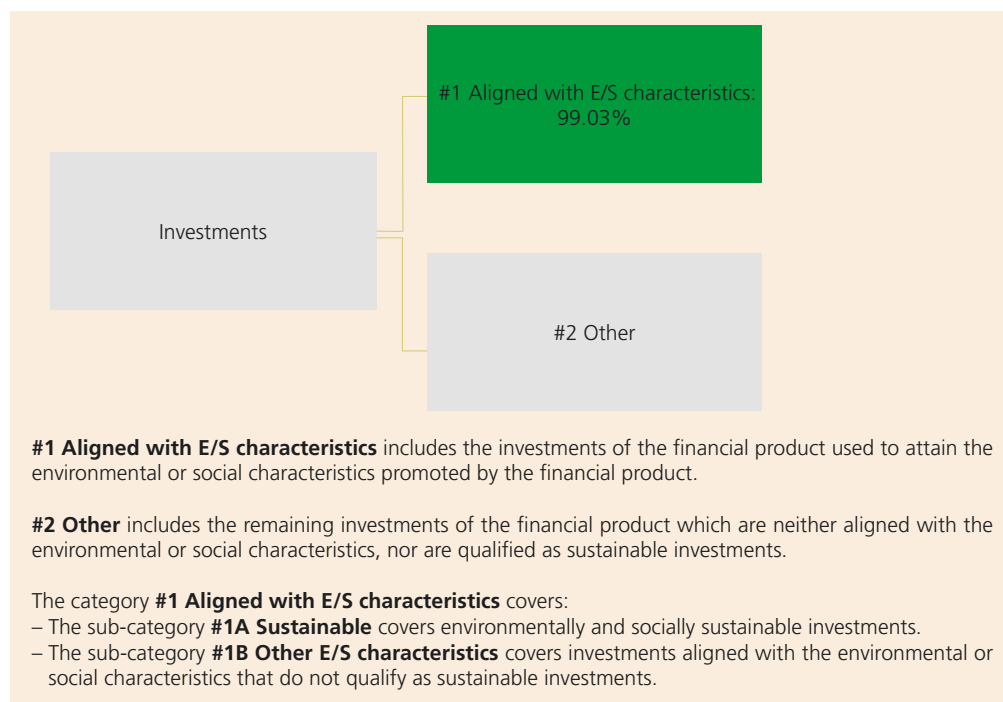 #1 Aligned with E/S characteristics:
99.03%
Investments
#2 Other
#1 Aligned with E/S characteristics includes the investments of the financial product used to attain the
environmental or social characteristics promoted by the financial product.
#2 Other includes the remaining investments of the financial product which are neither aligned with the
environmental or social characteristics, nor are qualified as sustainable investments.
The category #1 Aligned with E/S characteristics covers:
– The sub-category #1A Sustainable covers environmentally and socially sustainable investments.
– The sub-category #1B Other E/S characteristics covers investments aligned with the environmental or
social characteristics that do not qualify as sustainable investments.